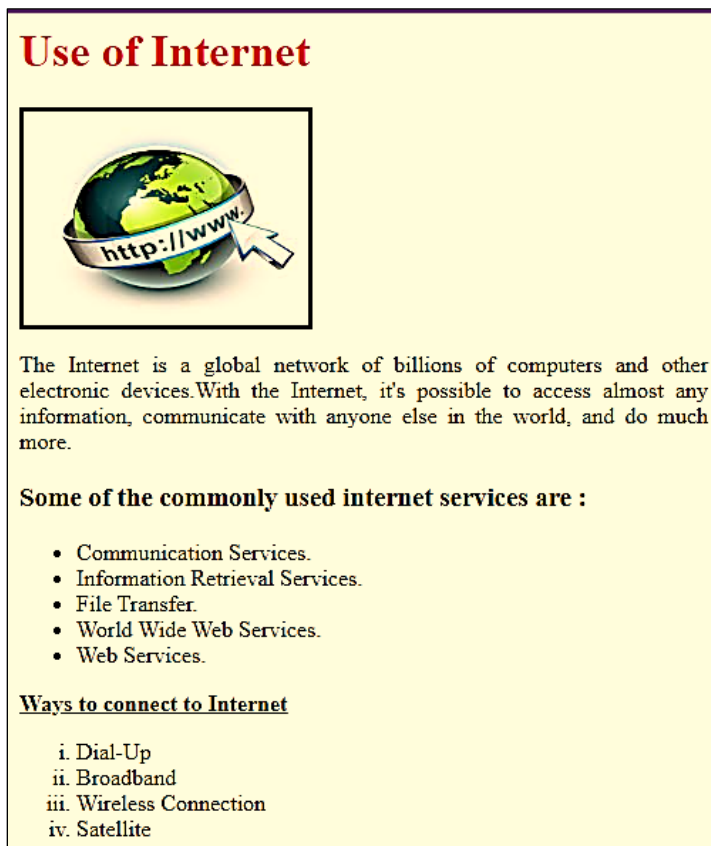 Use of Internet
http://www.
The Internet is a global network of billions of computers and other
electronic devices.With the Internet, it's possible to access almost any
information, communicate with anyone else in the world, and do much
more.
Some of the commonly used internet services are :
• Communication Services.
• Information Retrieval Services.
• File Transfer.
• World Wide Web Services.
• Web Services.
Ways to connect to Internet
i. Dial-Up
ii. Broadband
iii. Wireless Connection
iv. Satellite